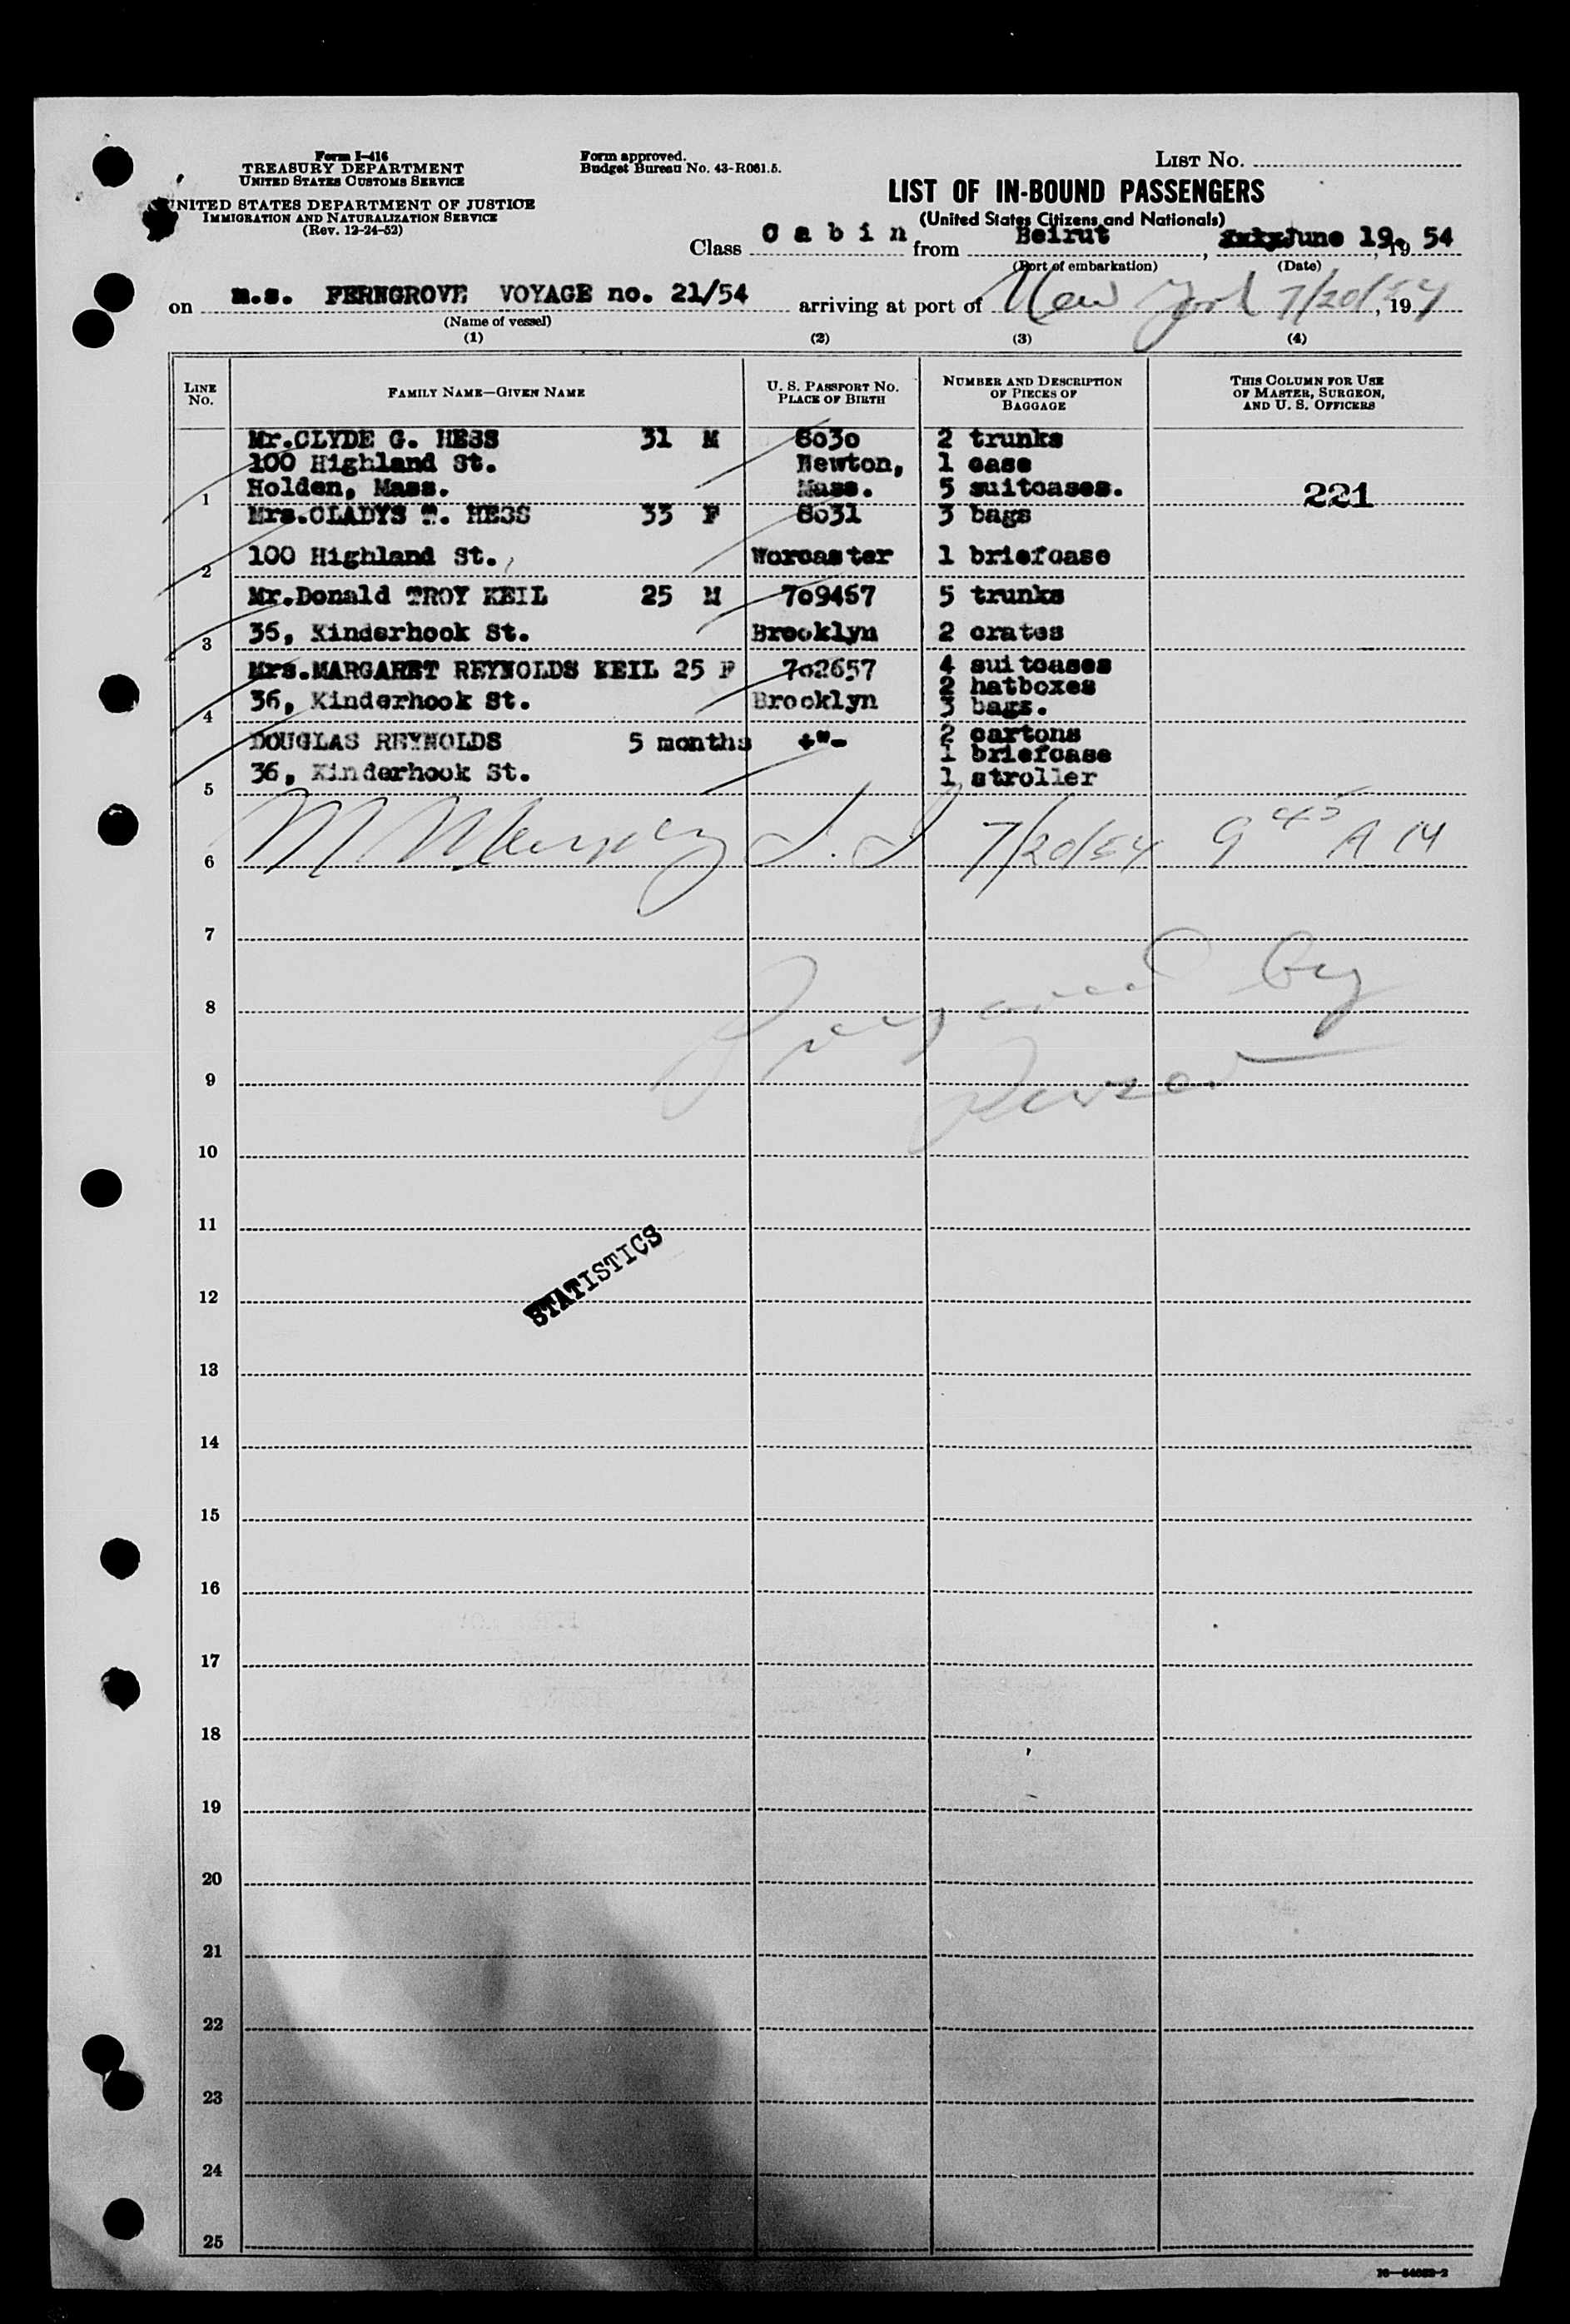 Form I-416
TREASURY DEPARTMENT
UNITED STATES CUSTOMS SERVICE
UNITED STATES DEPARTMENT OF JUSTICE
IMMIGRATION AND NATURALIZATION SERVICE
(Rev. 12-24-52)
Form approved.
Budget Bureau No. 43-R061.5.
LIST No.
LIST OF IN-BOUND PASSENGERS
(United States Citizens and Nationals)
Class Cabin from Beirut, June 19, 19 54
(Port of embarkation) (Date)
on m.s. FERNGROVE VOYAGE no. 21/54 arriving at port of New York 7/20/54, 19
(Name of vessel)
(1) (2) (3) (4)
LINE No. FAMILY NAME—GIVEN NAME U. S. PASSPORT No. PLACE OF BIRTH NUMBER AND DESCRIPTION OF PIECES OF BAGGAGE THIS COLUMN FOR USE OF MASTER, SURGEON, AND U. S. OFFICERS
Mr.CLYDE G. HESS 31 M 8030 2 trunks
100 Highland St. Newton, 1 case
1 Holden, Mass. Mass. 5 suitcases. 221
Mrs.GLADYS T. HESS 33 F 8031 3 bags
2 100 Highland St. Worcaster 1 briefcase
Mr.Donald TROY KEIL 25 M 709467 5 trunks
3 36, Kinderhook St. Brooklyn 2 crates
Mrs.MARGARET REYNOLDS KEIL 25 F 702657 4 suitcases
2 hatboxes
4 36, Kinderhook St. Brooklyn 3 bags.
DOUGLAS REYNOLDS 5 months +"- 2 cartons
1 briefcase
5 36, Kinderhook St. 1 stroller
6 7/20/54 9 45 A M
7
8 by
9
10
11
STATISTICS
12
13
14
15
16
17
18
19
20
21
22
23
24
25